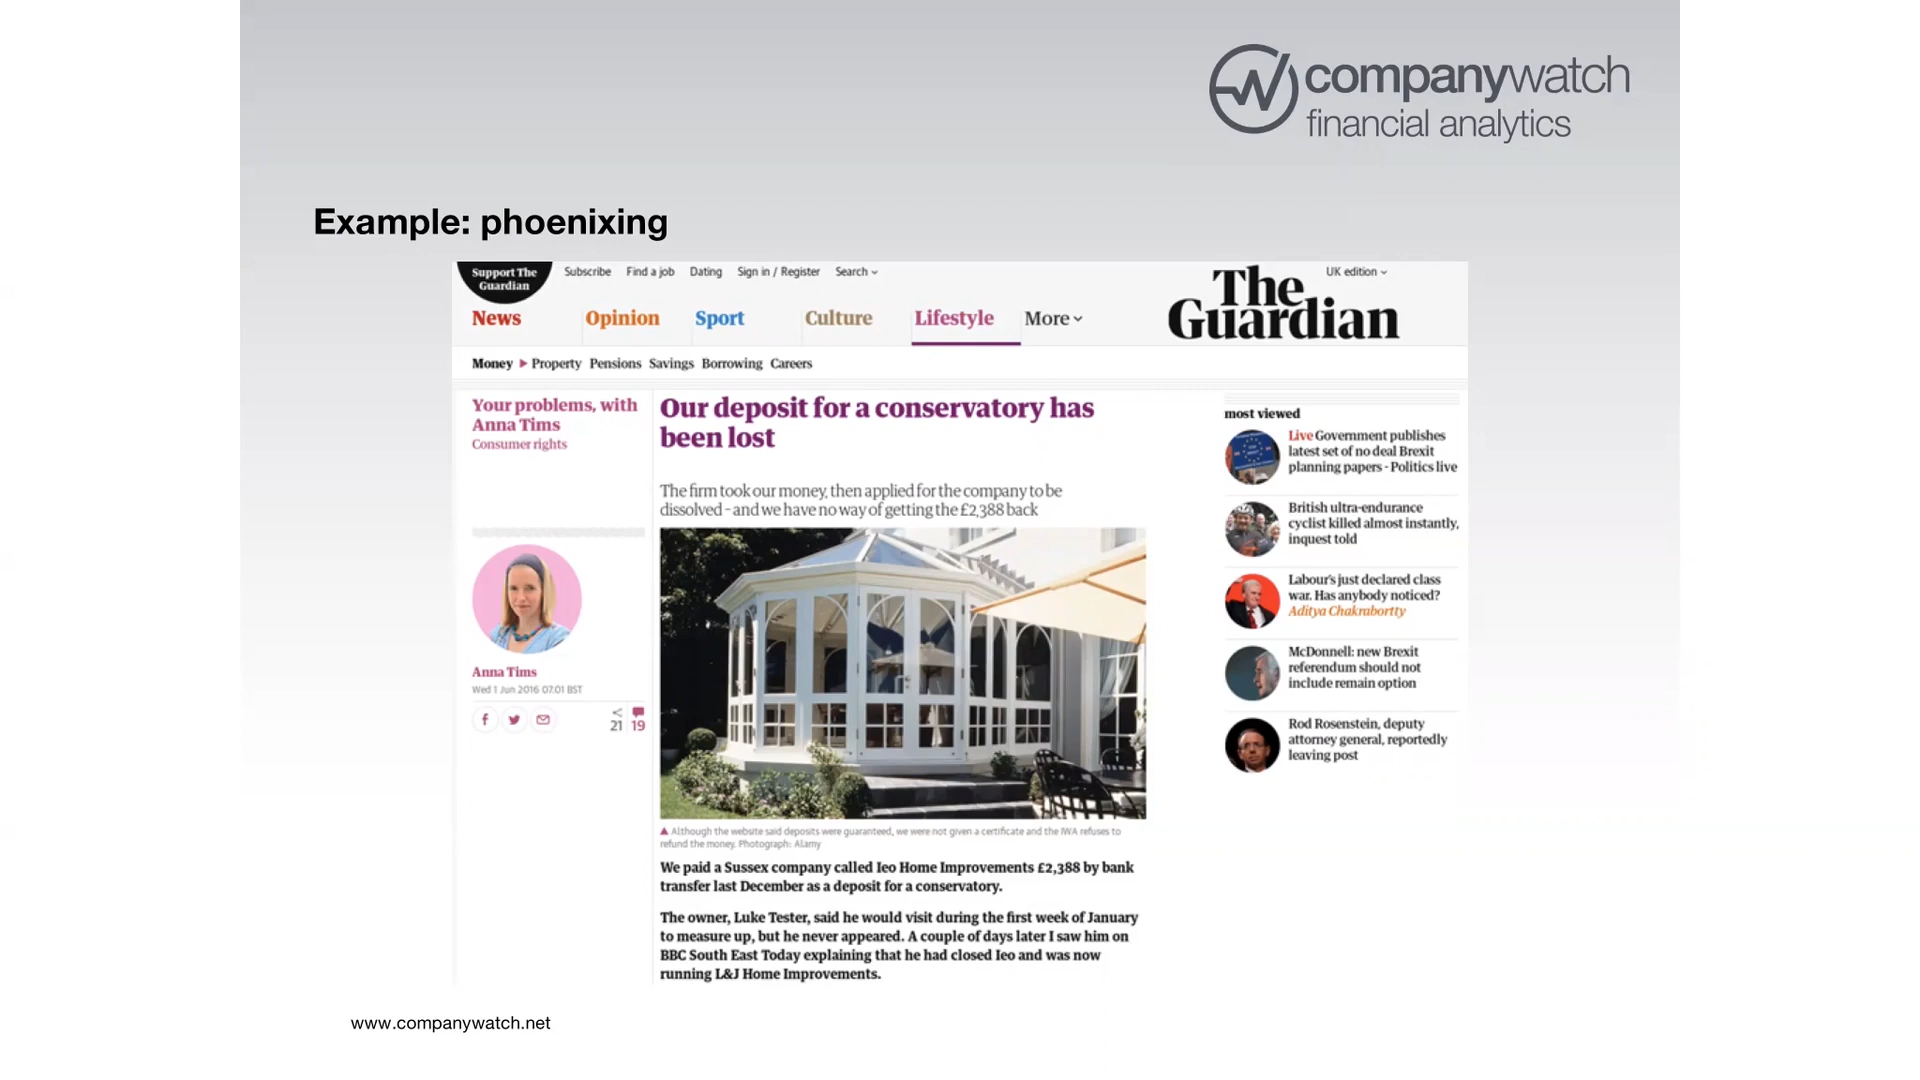 companywatch
financial analytics
Example: phoenixing
Support The
Guardian
Subscribe Find a job Dating Sign in / Register Search
UK edition
The
Guardian
News Opinion Sport Culture Lifestyle More
Money Property Pensions Savings Borrowing Careers
Your problems, with
Anna Tims
Consumer rights
Anna Tims
Wed 1 Jun 2016 07.01 BST
21 19
Our deposit for a conservatory has
been lost
The firm took our money, then applied for the company to be
dissolved – and we have no way of getting the £2,388 back
Although the website said deposits were guaranteed, we were not given a certificate and the IWA refuses to
refund the money. Photograph: Alamy
We paid a Sussex company called Ieo Home Improvements £2,388 by bank
transfer last December as a deposit for a conservatory.
The owner, Luke Tester, said he would visit during the first week of January
to measure up, but he never appeared. A couple of days later I saw him on
BBC South East Today explaining that he had closed Ieo and was now
running L&J Home Improvements.
most viewed
Live Government publishes
latest set of no deal Brexit
planning papers - Politics live
British ultra-endurance
cyclist killed almost instantly,
inquest told
Labour's just declared class
war. Has anybody noticed?
Aditya Chakrabortty
McDonnell: new Brexit
referendum should not
include remain option
Rod Rosenstein, deputy
attorney general, reportedly
leaving post
www.companywatch.net